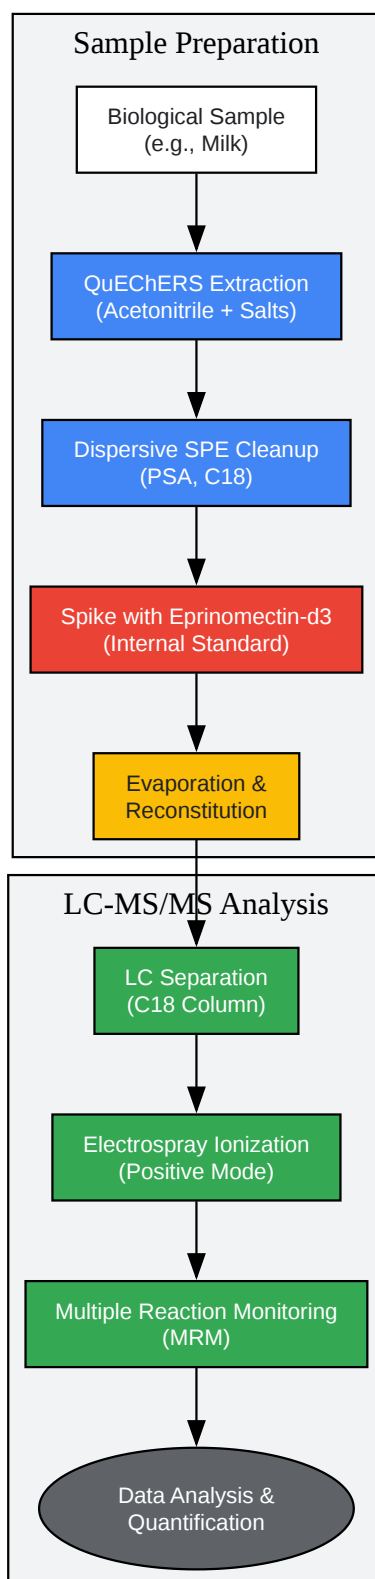 Sample Preparation
Biological Sample
(e.g., Milk)
QuEChERS Extraction
(Acetonitrile + Salts)
Dispersive SPE Cleanup
(PSA, C18)
Spike with Eprinomectin-d3
(Internal Standard)
Evaporation &
Reconstitution
LC-MS/MS Analysis
LC Separation
(C18 Column)
Electrospray Ionization
(Positive Mode)
Multiple Reaction Monitoring
(MRM)
Data Analysis &
Quantification